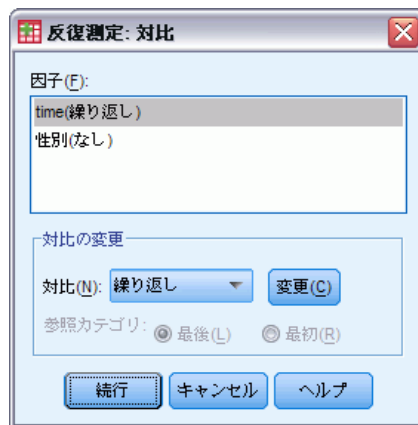 反復測定: 対比
因子(F):
time(繰り返し)
性別(なし)
対比の変更
対比(N): 繰り返し 変更(C)
参照カテゴリ: 最後(L) 最初(R)
続行 キャンセル ヘルプ